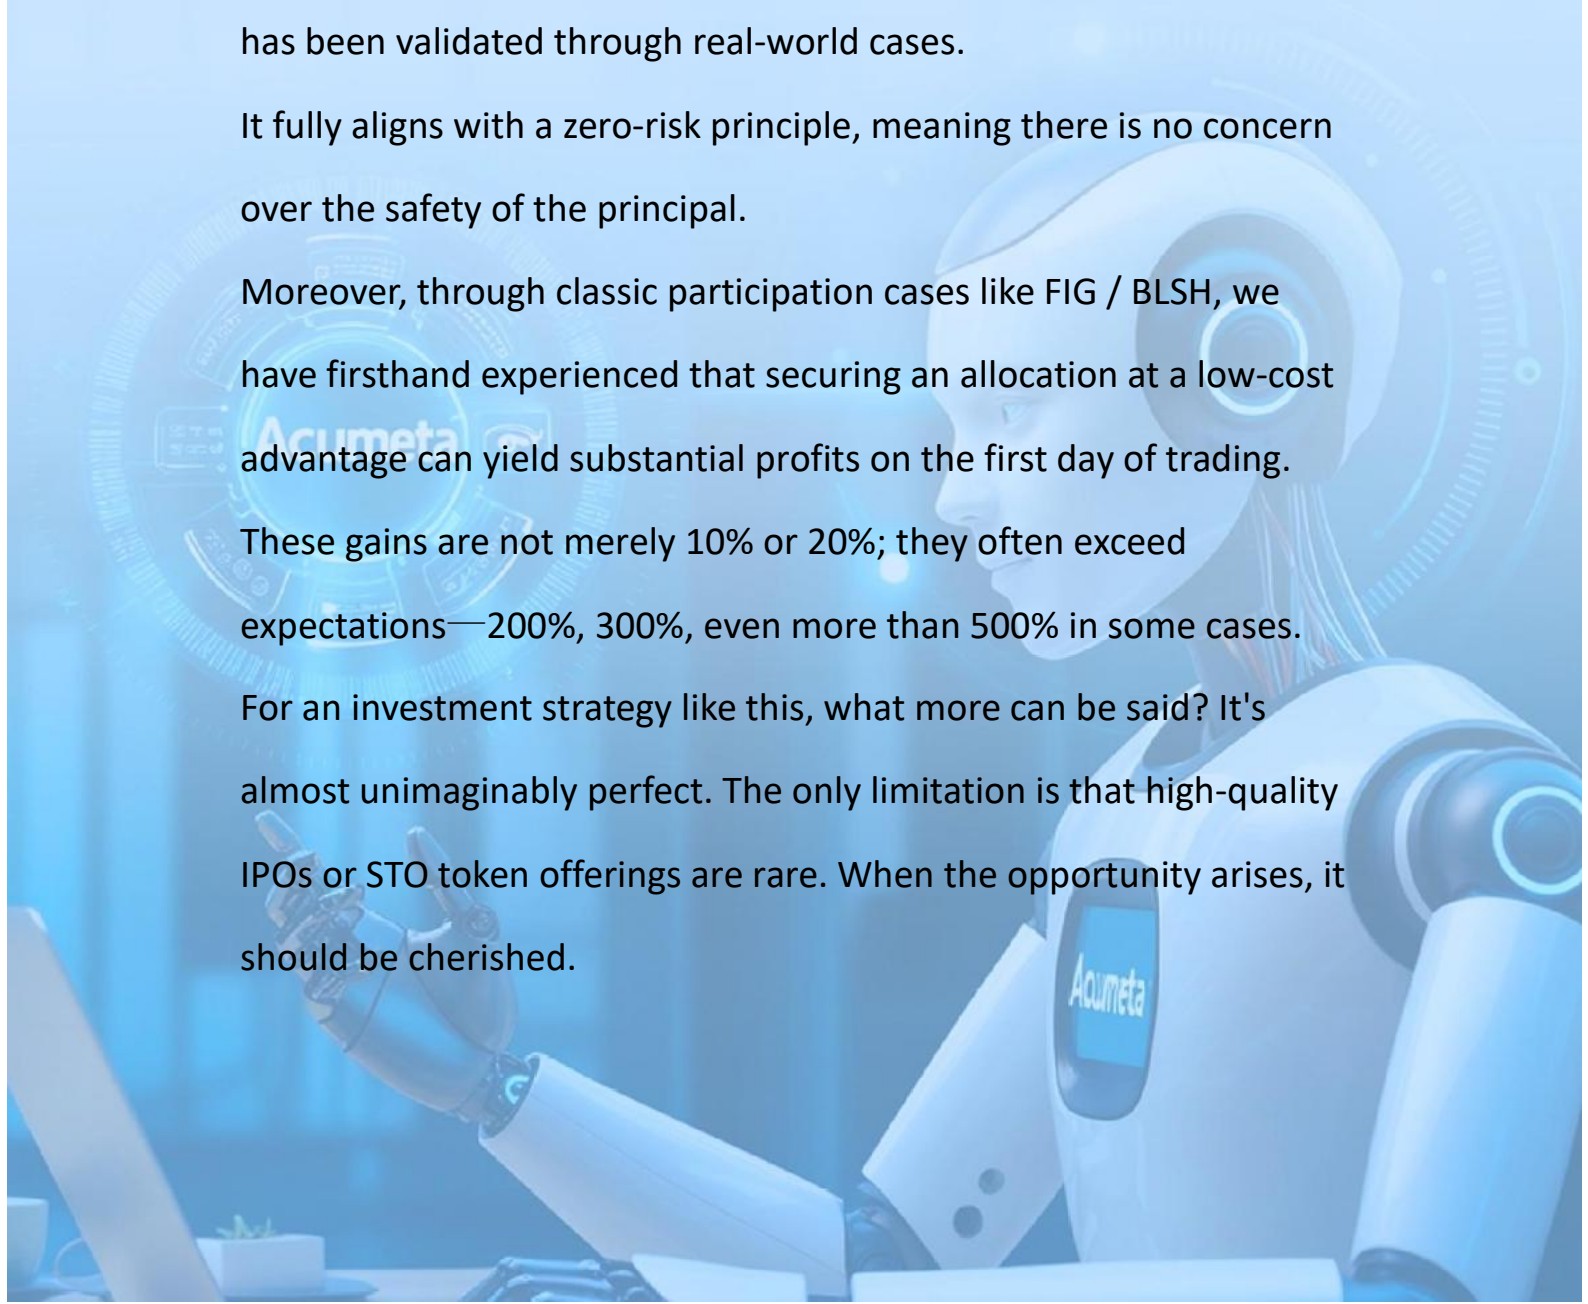 has been validated through real-world cases.
It fully aligns with a zero-risk principle, meaning there is no concern
over the safety of the principal.
Moreover, through classic participation cases like FIG / BLSH, we
have firsthand experienced that securing an allocation at a low-cost
Acumeta
advantage can yield substantial profits on the first day of trading.
These gains are not merely 10% or 20%; they often exceed
expectations—200%, 300%, even more than 500% in some cases.
For an investment strategy like this, what more can be said? It's
almost unimaginably perfect. The only limitation is that high-quality
IPOs or STO token offerings are rare. When the opportunity arises, it
should be cherished.
Acumeta